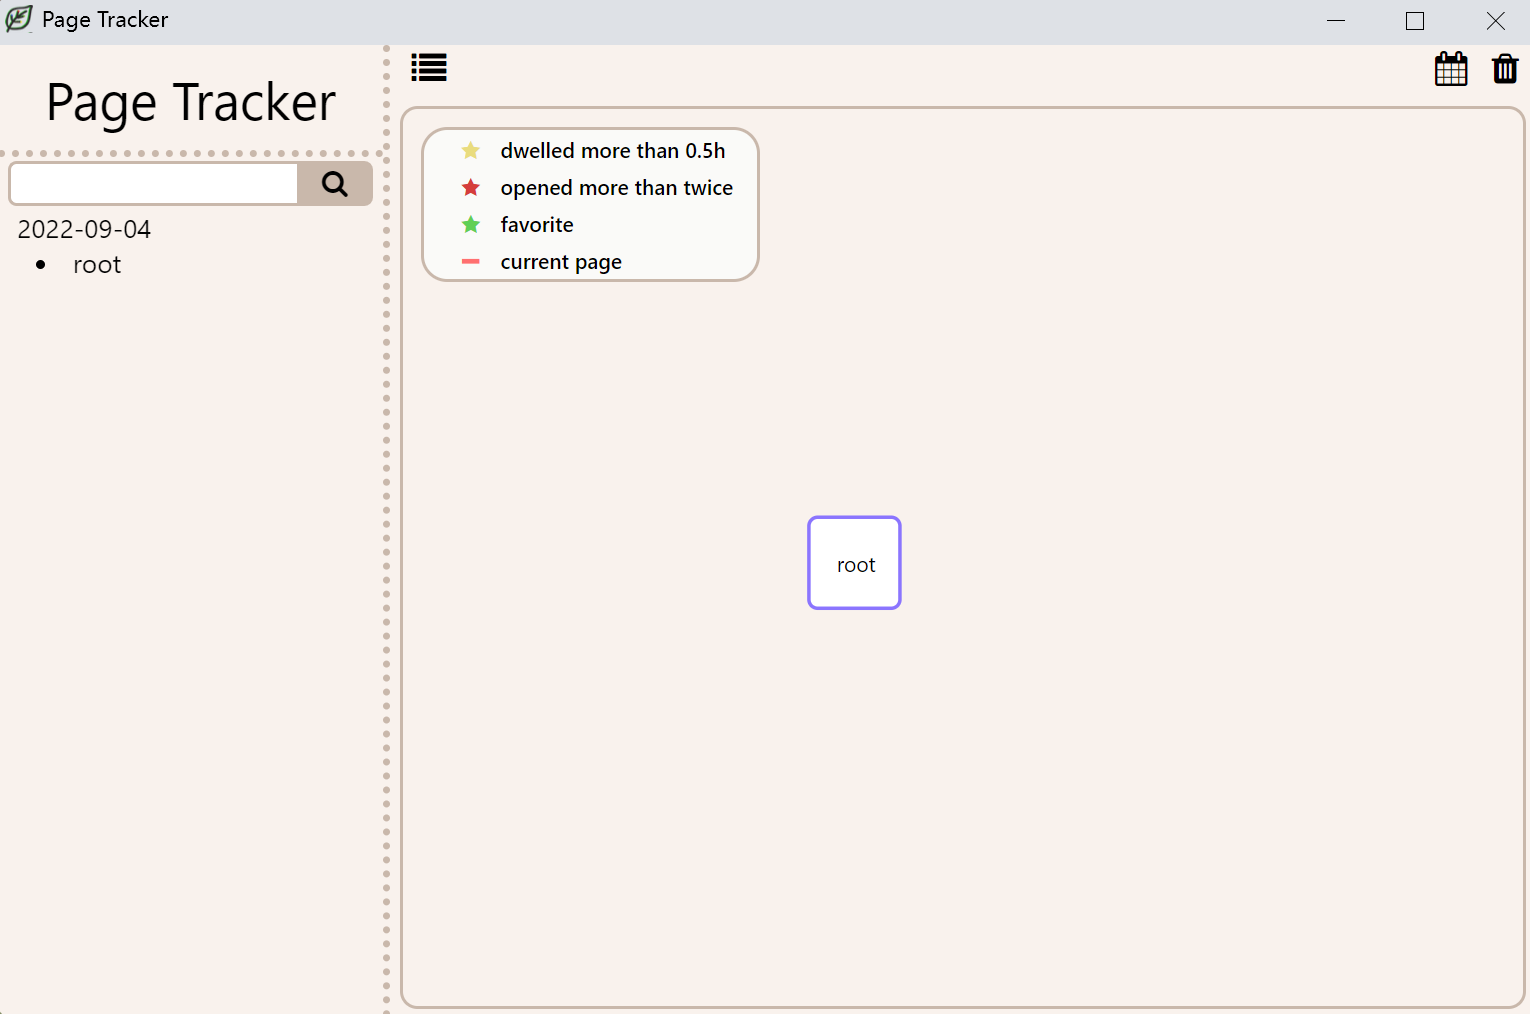 Page Tracker
Page Tracker
2022-09-04
root
dwelled more than 0.5h
opened more than twice
favorite
current page
root